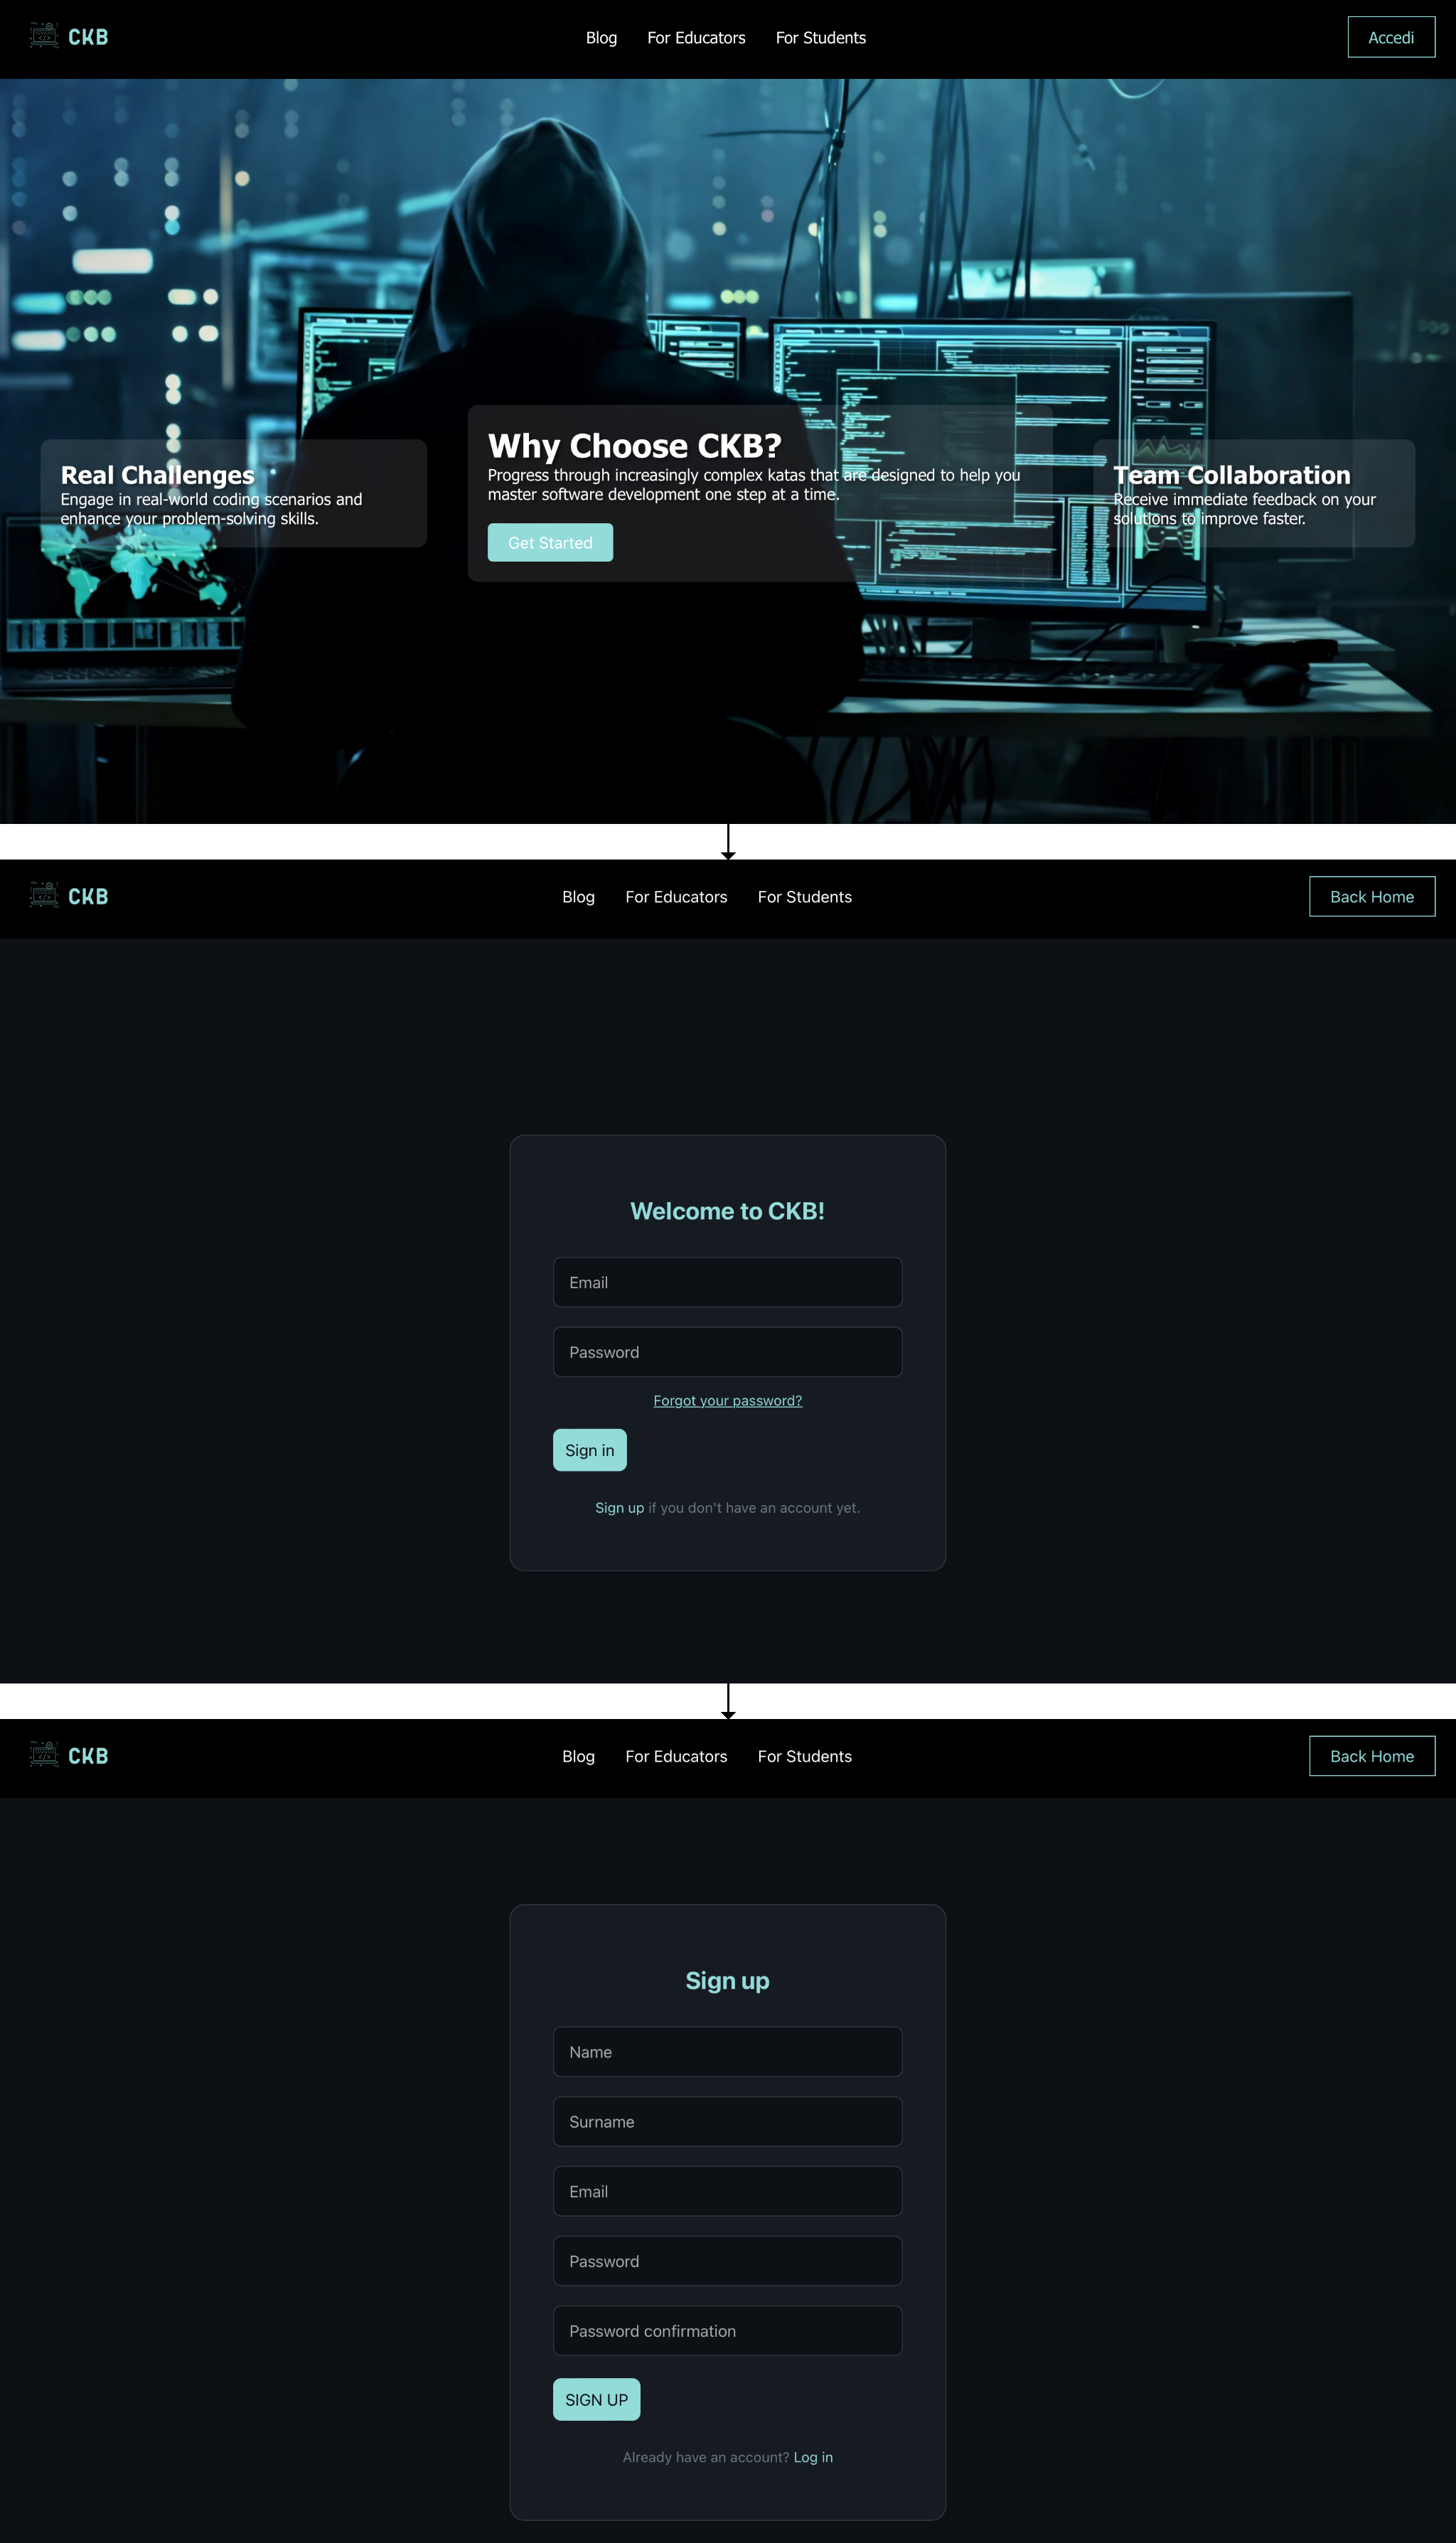 CKB
Blog
For Educators
For Students
Accedi
Real Challenges
Engage in real-world coding scenarios and
enhance your problem-solving skills.
Why Choose CKB?
Progress through increasingly complex katas that are designed to help you
master software development one step at a time.
Get Started
Team Collaboration
Receive immediate feedback on your
solutions to improve faster.
CKB
Blog
For Educators
For Students
Back Home
Welcome to CKB!
Email
Password
Forgot your password?
Sign in
Sign up if you don't have an account yet.
CKB
Blog
For Educators
For Students
Back Home
Sign up
Name
Surname
Email
Password
Password confirmation
SIGN UP
Already have an account? Log in